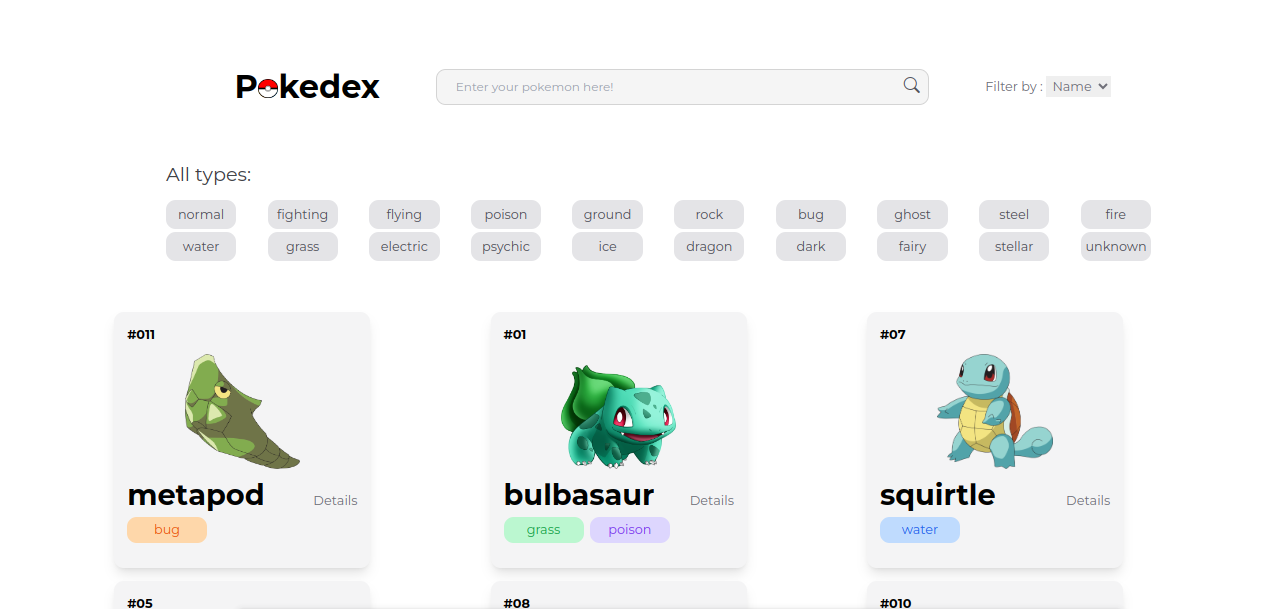 Pokedex
Enter your pokemon here!
Filter by : Name
All types:
normal fighting flying poison ground rock bug ghost steel fire
water grass electric psychic ice dragon dark fairy stellar unknown
#011 #01 #07
metapod Details bulbasaur Details squirtle Details
bug grass poison water
#05 #08 #010